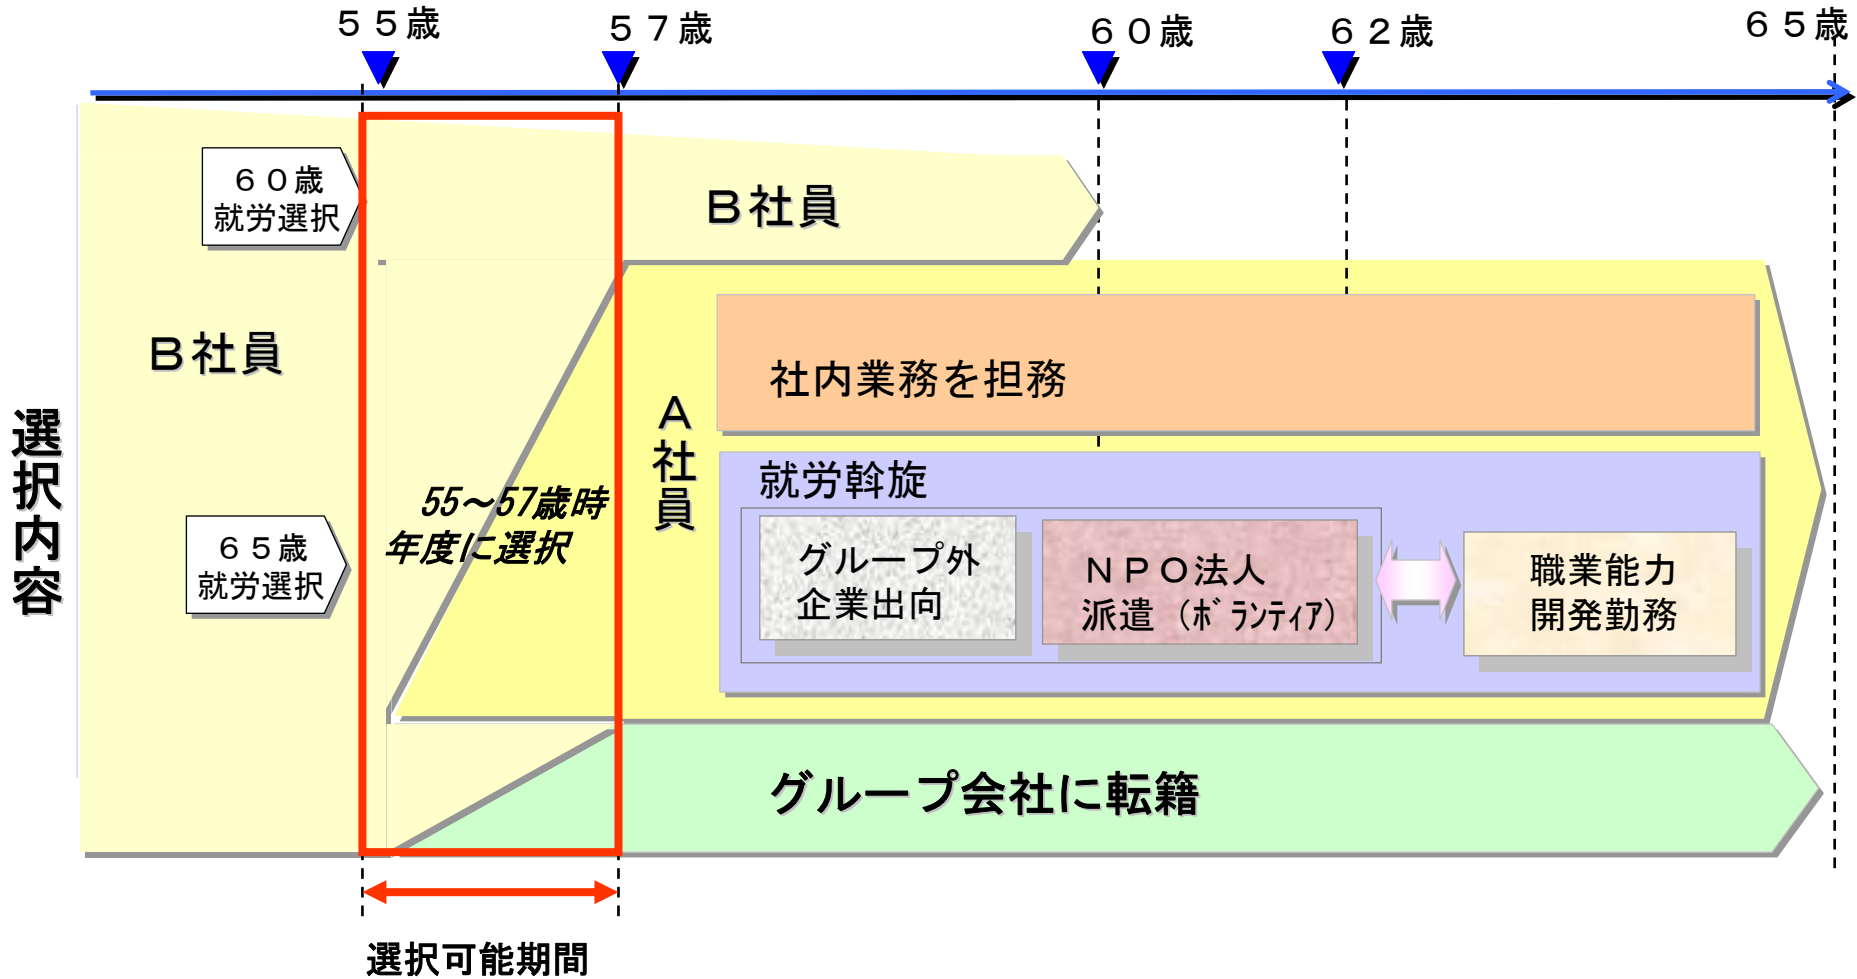 ５５歳
５７歳
６０歳
６２歳
６５歳
６０歳
就労選択
Ｂ社員
Ｂ社員
選択内容
社内業務を担務
Ａ社員
就労斡旋
55～57歳時
年度に選択
６５歳
就労選択
グループ外
企業出向
ＮＰＯ法人
派遣（ﾎﾞﾗﾝﾃｨｱ）
職業能力
開発勤務
グループ会社に転籍
選択可能期間